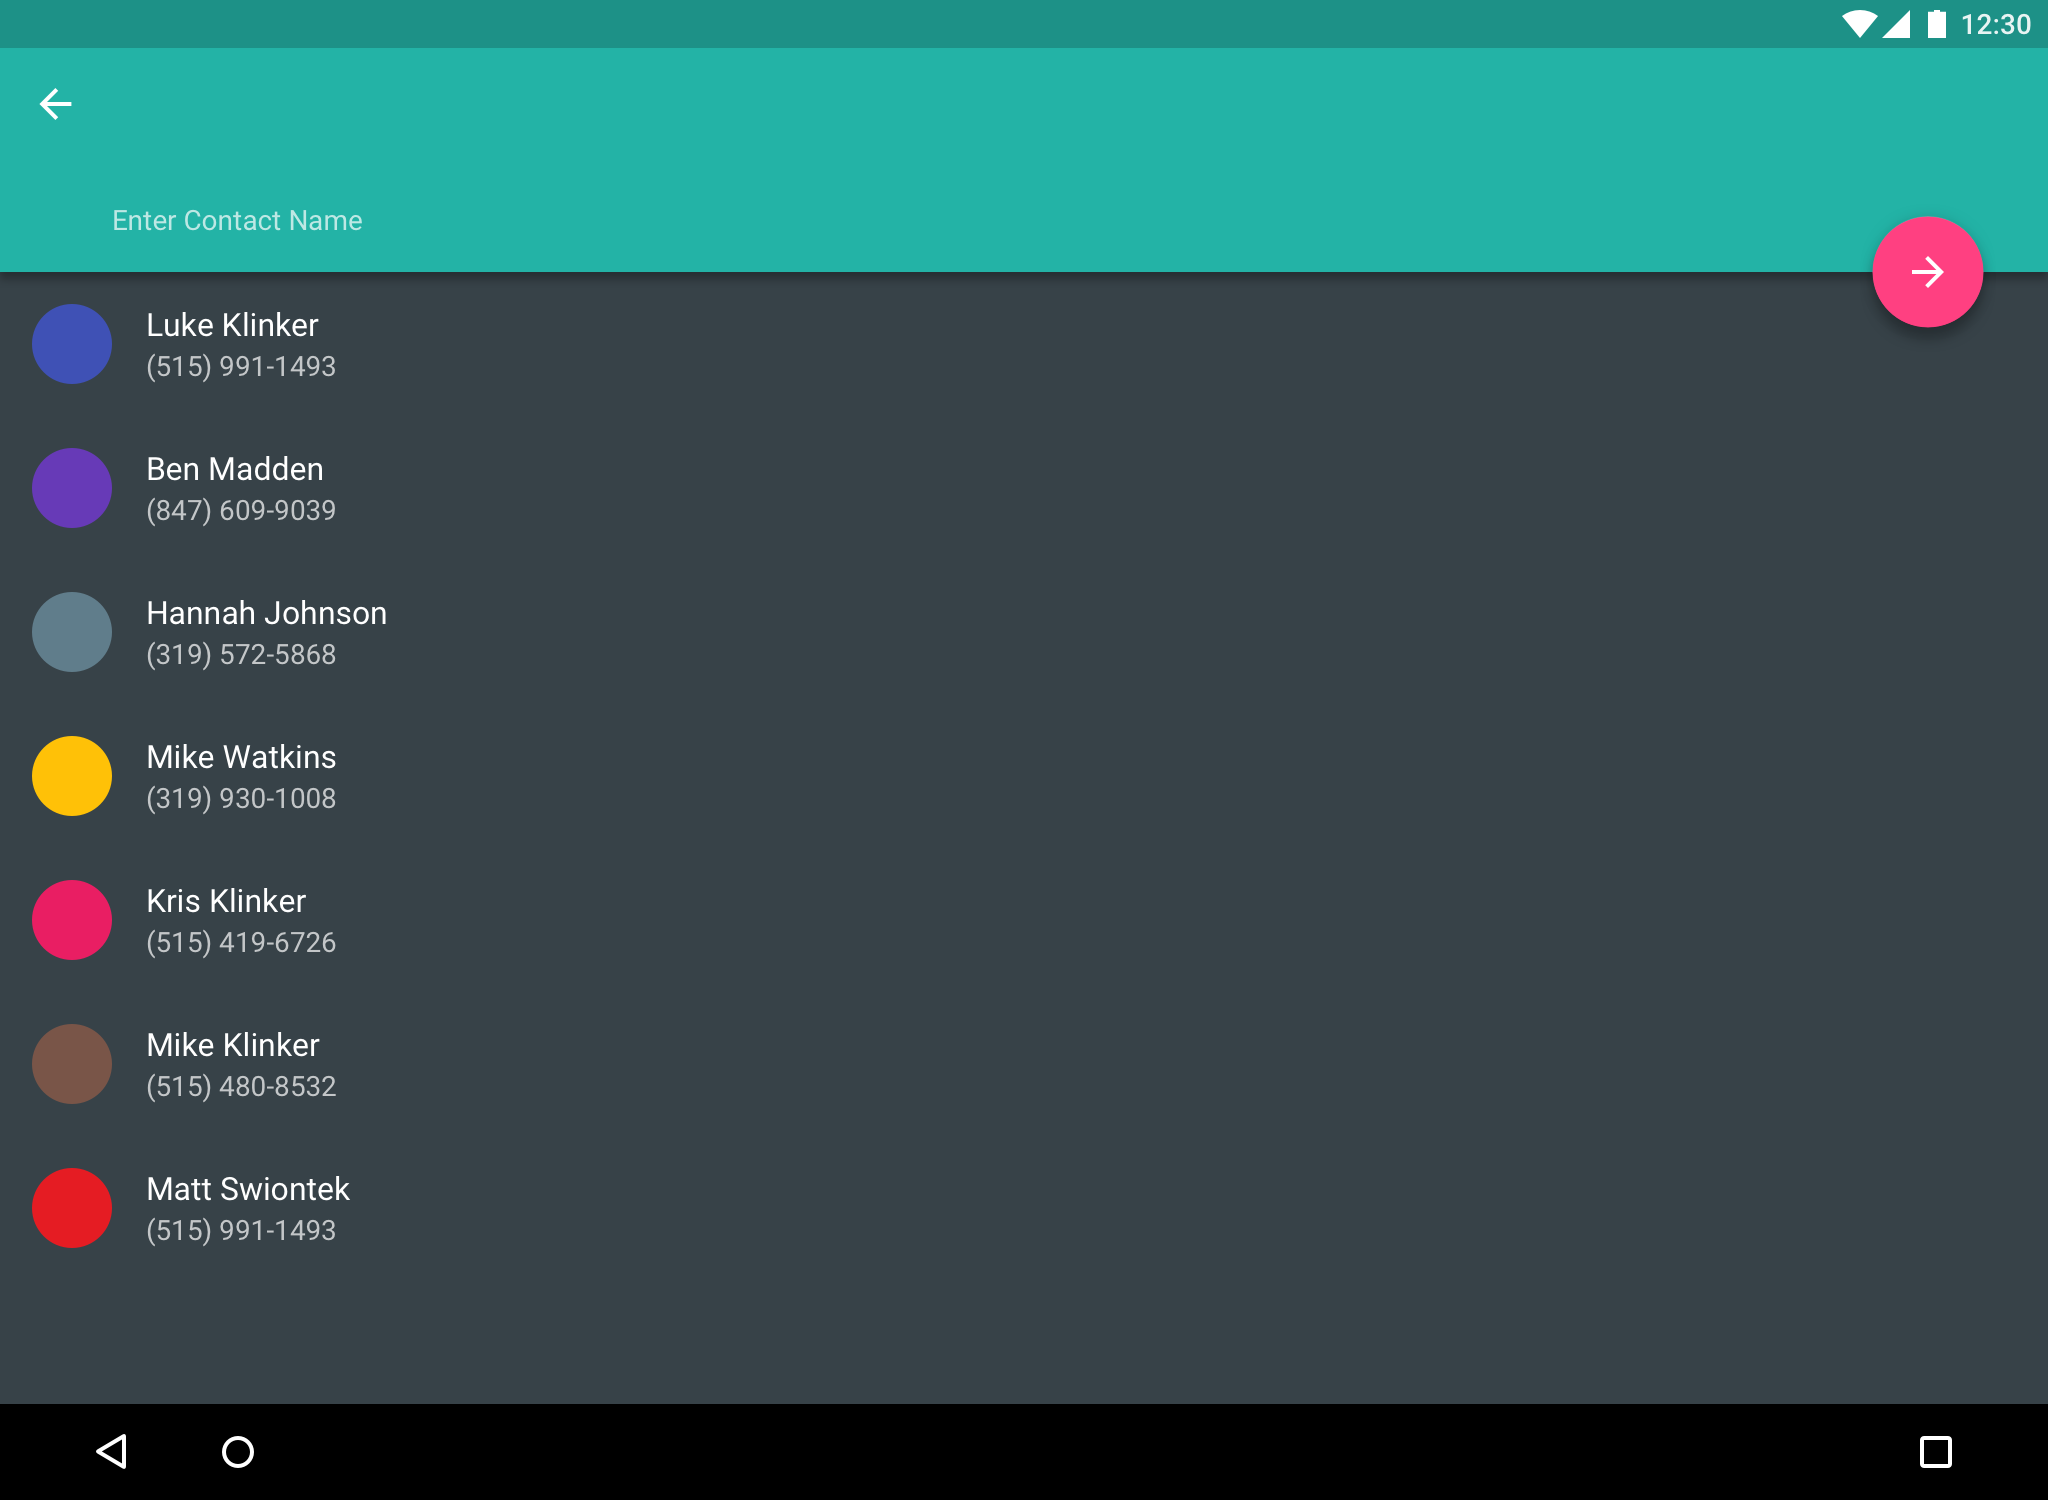 12:30
Enter Contact Name
Luke Klinker
(515) 991-1493
Ben Madden
(847) 609-9039
Hannah Johnson
(319) 572-5868
Mike Watkins
(319) 930-1008
Kris Klinker
(515) 419-6726
Mike Klinker
(515) 480-8532
Matt Swiontek
(515) 991-1493